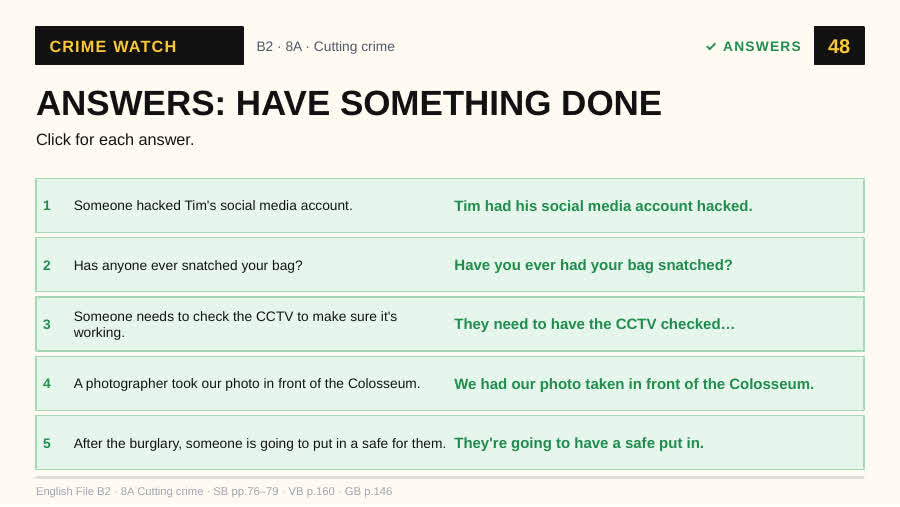 CRIME WATCH
B2 · 8A · Cutting crime
✓ ANSWERS
48
ANSWERS: HAVE SOMETHING DONE
Click for each answer.
1 Someone hacked Tim's social media account. Tim had his social media account hacked.
2 Has anyone ever snatched your bag? Have you ever had your bag snatched?
3 Someone needs to check the CCTV to make sure it's
working.
They need to have the CCTV checked…
4 A photographer took our photo in front of the Colosseum. We had our photo taken in front of the Colosseum.
5 After the burglary, someone is going to put in a safe for them. They're going to have a safe put in.
English File B2 · 8A Cutting crime · SB pp.76–79 · VB p.160 · GB p.146